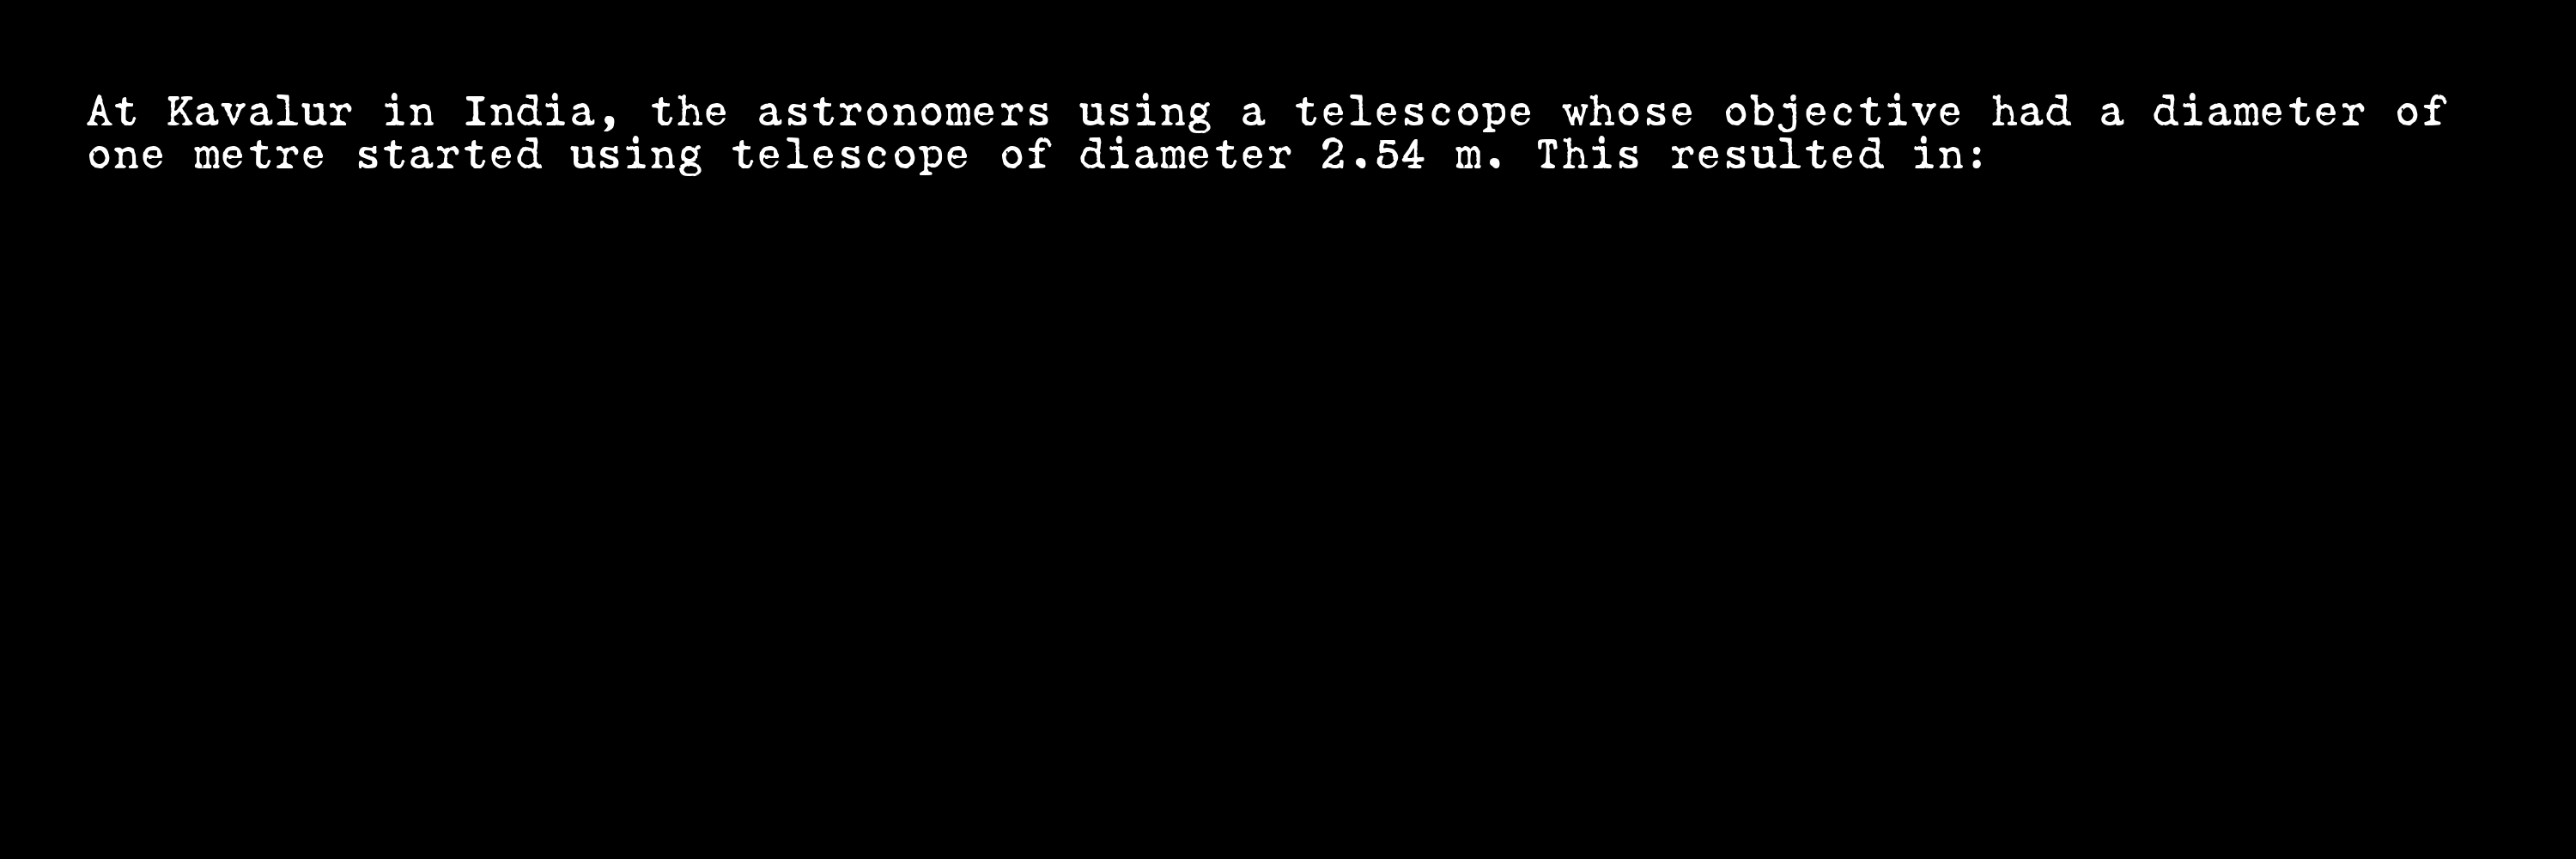 At Kavalur in India, the astronomers using a telescope whose objective had a diameter of
one metre started using telescope of diameter 2.54 m. This resulted in: